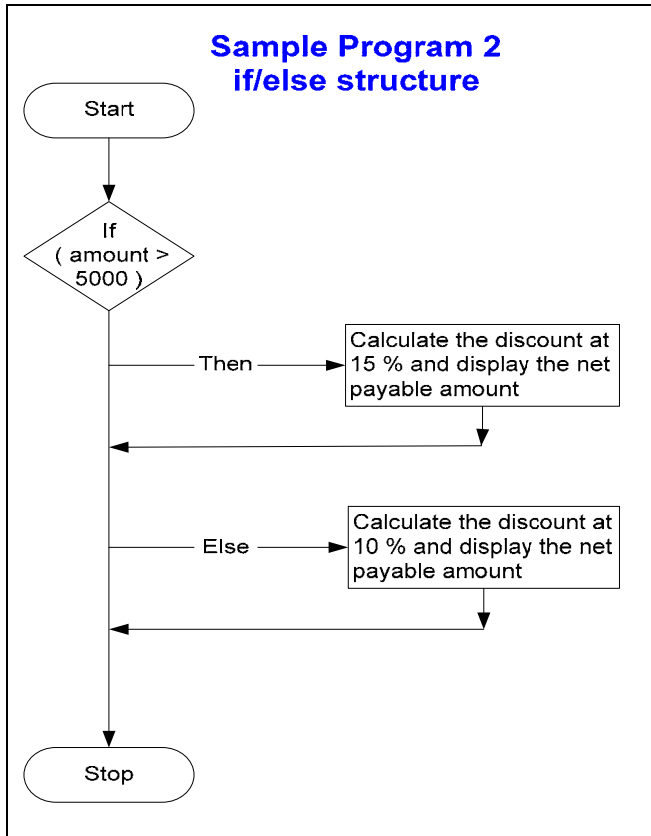 Sample Program 2
if/else structure
Start
If
( amount >
5000 )
Then
Calculate the discount at
15 % and display the net
payable amount
Else
Calculate the discount at
10 % and display the net
payable amount
Stop